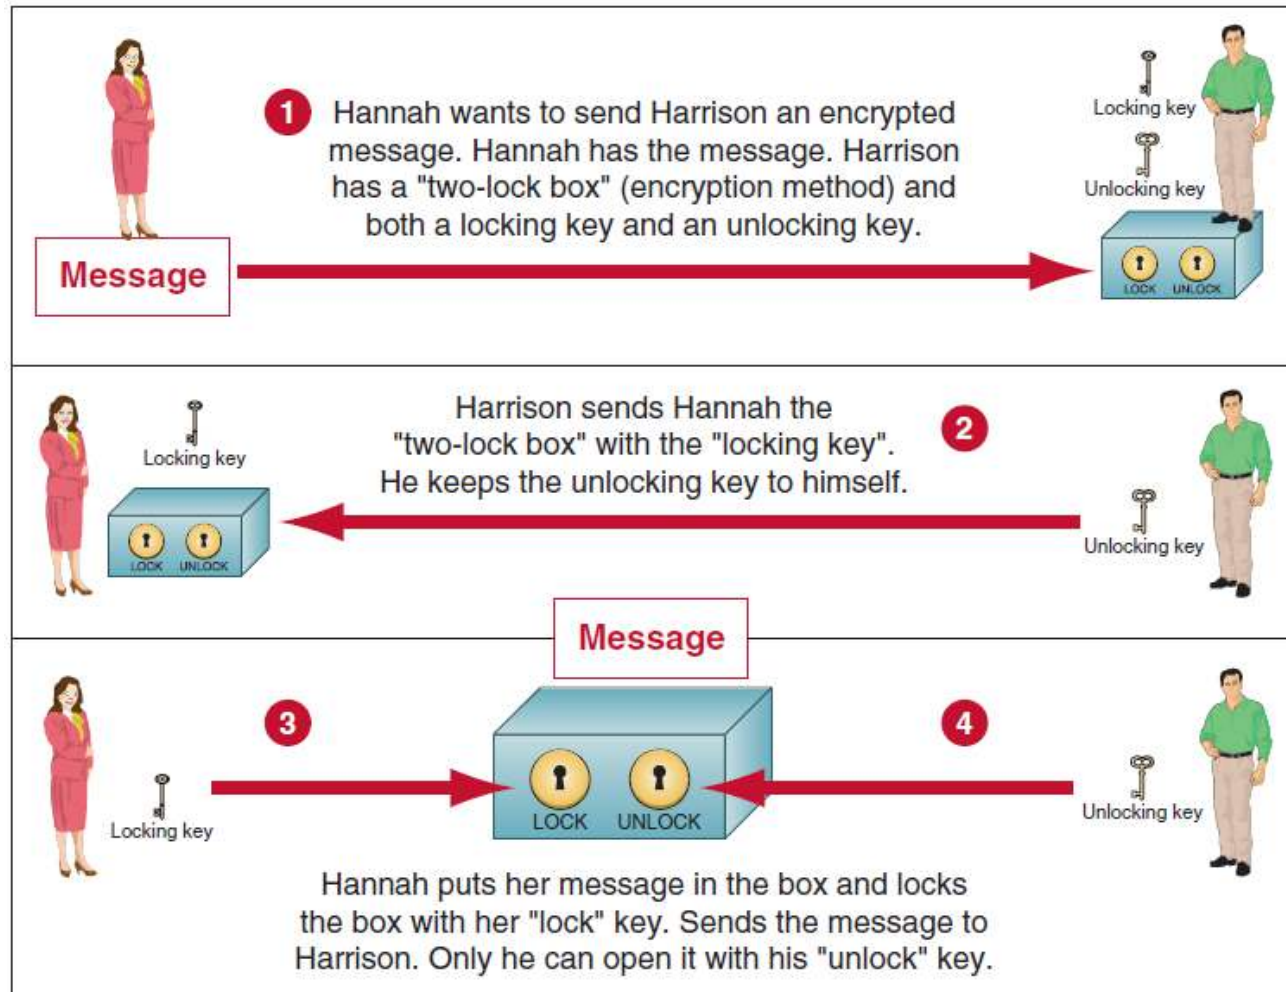 1
Hannah wants to send Harrison an encrypted
message. Hannah has the message. Harrison
has a "two-lock box" (encryption method) and
both a locking key and an unlocking key.
Locking key
Unlocking key
Message
LOCK UNLOCK
Harrison sends Hannah the
"two-lock box" with the "locking key".
He keeps the unlocking key to himself.
2
Locking key
LOCK UNLOCK
Unlocking key
Message
3
4
Locking key
LOCK UNLOCK
Unlocking key
Hannah puts her message in the box and locks
the box with her "lock" key. Sends the message to
Harrison. Only he can open it with his "unlock" key.